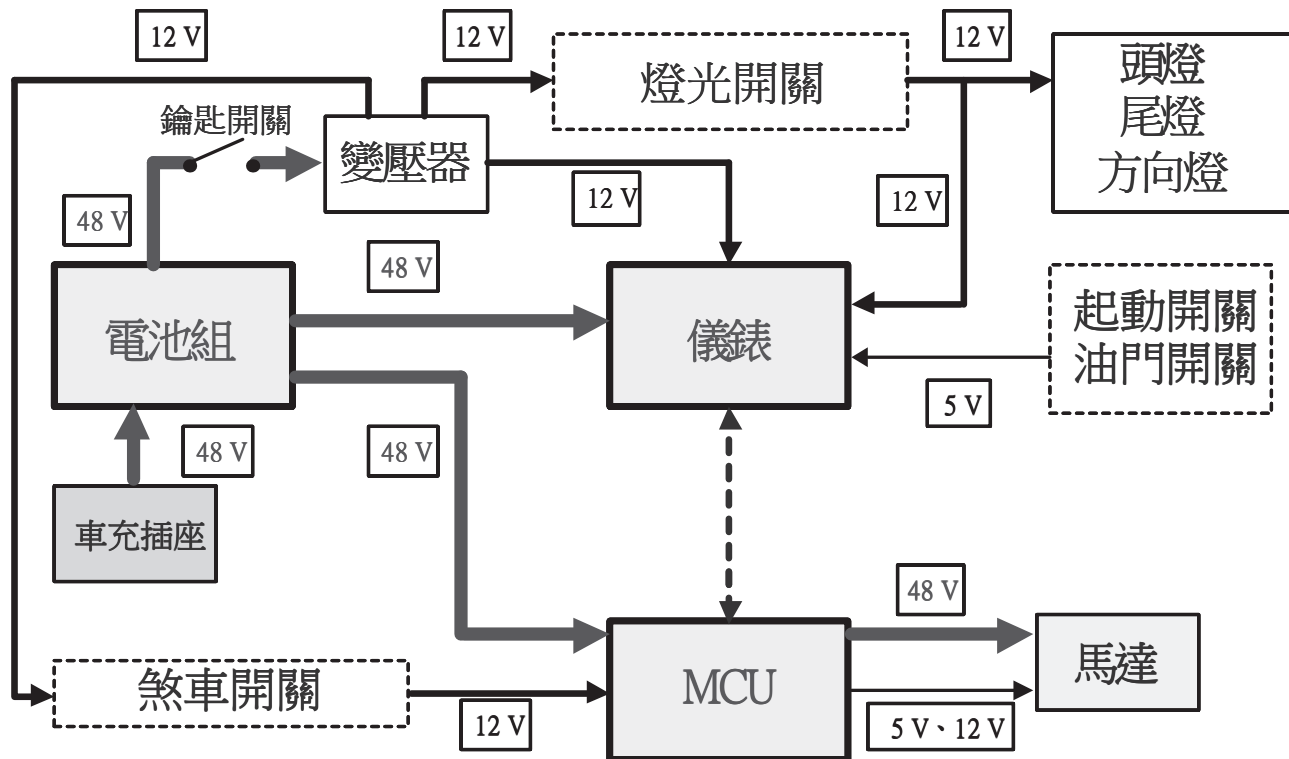 12 V
12 V
12 V
燈光開關
頭燈
尾燈
方向燈
鑰匙開關
變壓器
12 V
12 V
48 V
48 V
電池組
儀錶
起動開關
油門開關
5 V
48 V
48 V
車充插座
48 V
煞車開關
12 V
MCU
馬達
5 V、12 V